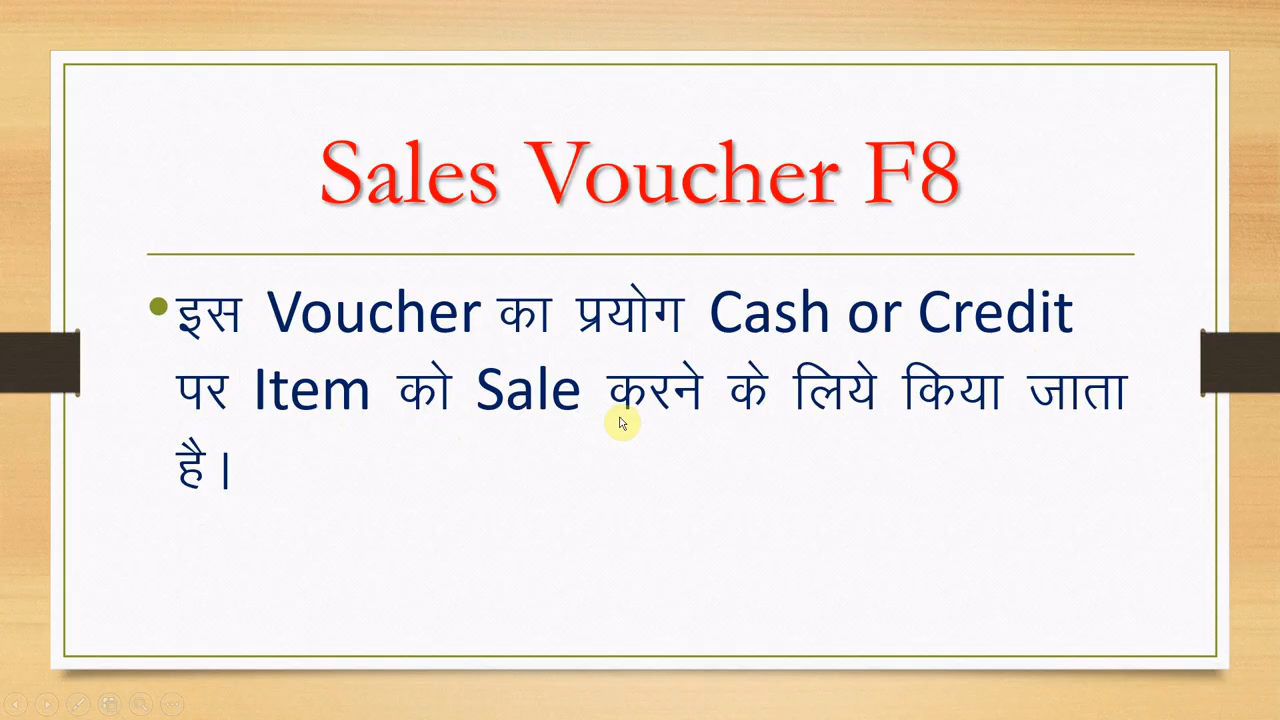 Sales Voucher F8
•इस Voucher का प्रयोग Cash or Credit
पर Item को Sale करने के लिये किया जाता
है।